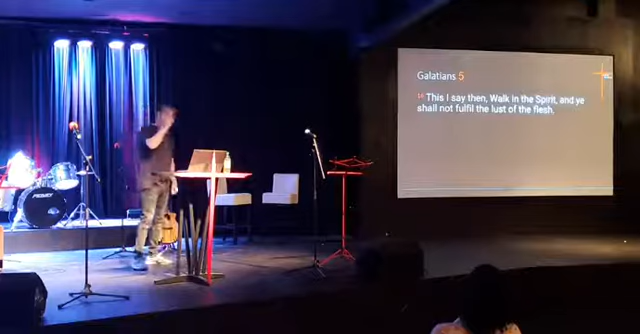 Galatians 5
16 This I say then, Walk in the Spirit, and ye
shall not fulfil the lust of the flesh.